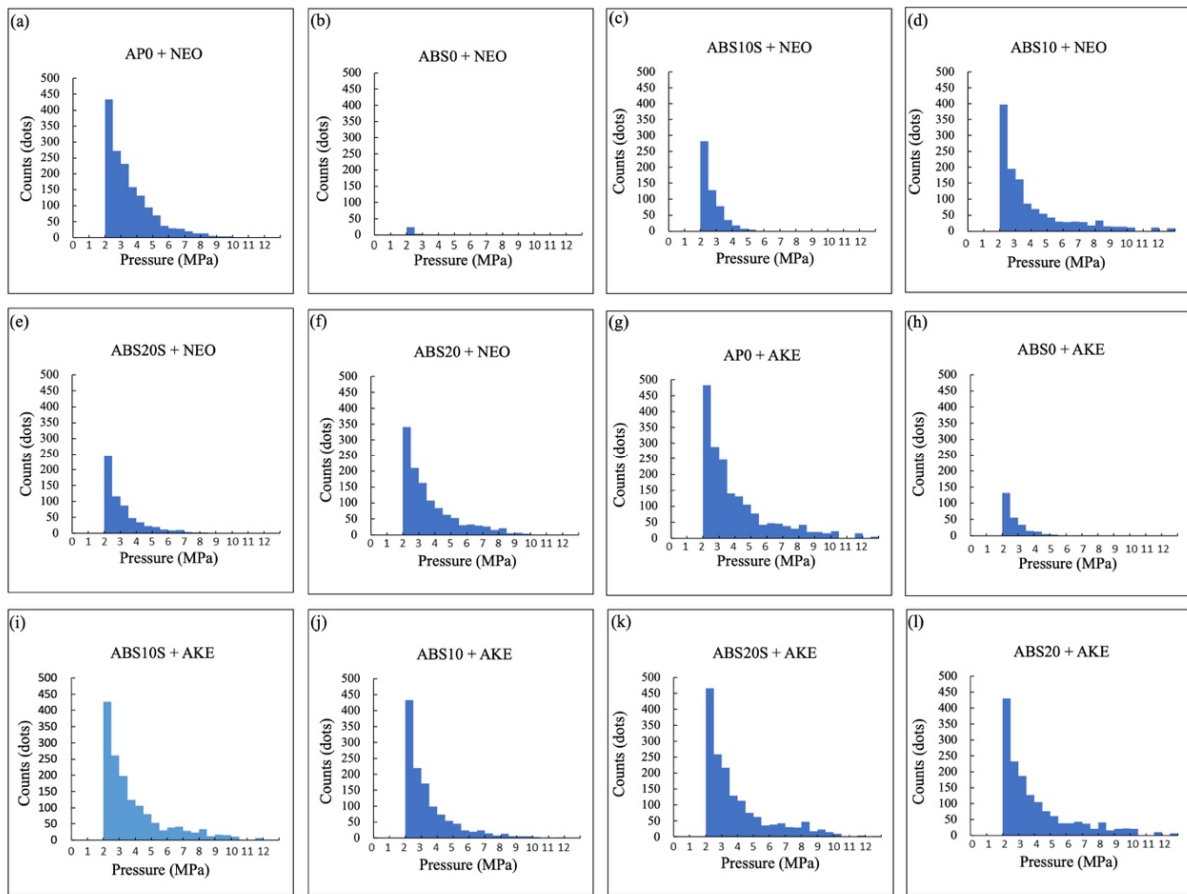 (a)
AP0 + NEO
Counts (dots)
500
450
400
350
300
250
200
150
100
50
0
0 1 2 3 4 5 6 7 8 9 10 11 12
Pressure (MPa)
(b)
ABS0 + NEO
Counts (dots)
500
450
400
350
300
250
200
150
100
50
0
0 1 2 3 4 5 6 7 8 9 10 11 12
Pressure (MPa)
(c)
ABS10S + NEO
Counts (dots)
500
450
400
350
300
250
200
150
100
50
0
0 1 2 3 4 5 6 7 8 9 10 11 12
Pressure (MPa)
(d)
ABS10 + NEO
Counts (dots)
500
450
400
350
300
250
200
150
100
50
0
0 1 2 3 4 5 6 7 8 9 10 11 12
Pressure (MPa)
(e)
ABS20S + NEO
Counts (dots)
500
450
400
350
300
250
200
150
100
50
0
0 1 2 3 4 5 6 7 8 9 10 11 12
Pressure (MPa)
(f)
ABS20 + NEO
Counts (dots)
500
450
400
350
300
250
200
150
100
50
0
0 1 2 3 4 5 6 7 8 9 10 11 12
Pressure (MPa)
(g)
AP0 + AKE
Counts (dots)
500
450
400
350
300
250
200
150
100
50
0
0 1 2 3 4 5 6 7 8 9 10 11 12
Pressure (MPa)
(h)
ABS0 + AKE
Counts (dots)
500
450
400
350
300
250
200
150
100
50
0
0 1 2 3 4 5 6 7 8 9 10 11 12
Pressure (MPa)
(i)
ABS10S + AKE
Counts (dots)
500
450
400
350
300
250
200
150
100
50
0
0 1 2 3 4 5 6 7 8 9 10 11 12
Pressure (MPa)
(j)
ABS10 + AKE
Counts (dots)
500
450
400
350
300
250
200
150
100
50
0
0 1 2 3 4 5 6 7 8 9 10 11 12
Pressure (MPa)
(k)
ABS20S + AKE
Counts (dots)
500
450
400
350
300
250
200
150
100
50
0
0 1 2 3 4 5 6 7 8 9 10 11 12
Pressure (MPa)
(l)
ABS20 + AKE
Counts (dots)
500
450
400
350
300
250
200
150
100
50
0
0 1 2 3 4 5 6 7 8 9 10 11 12
Pressure (MPa)